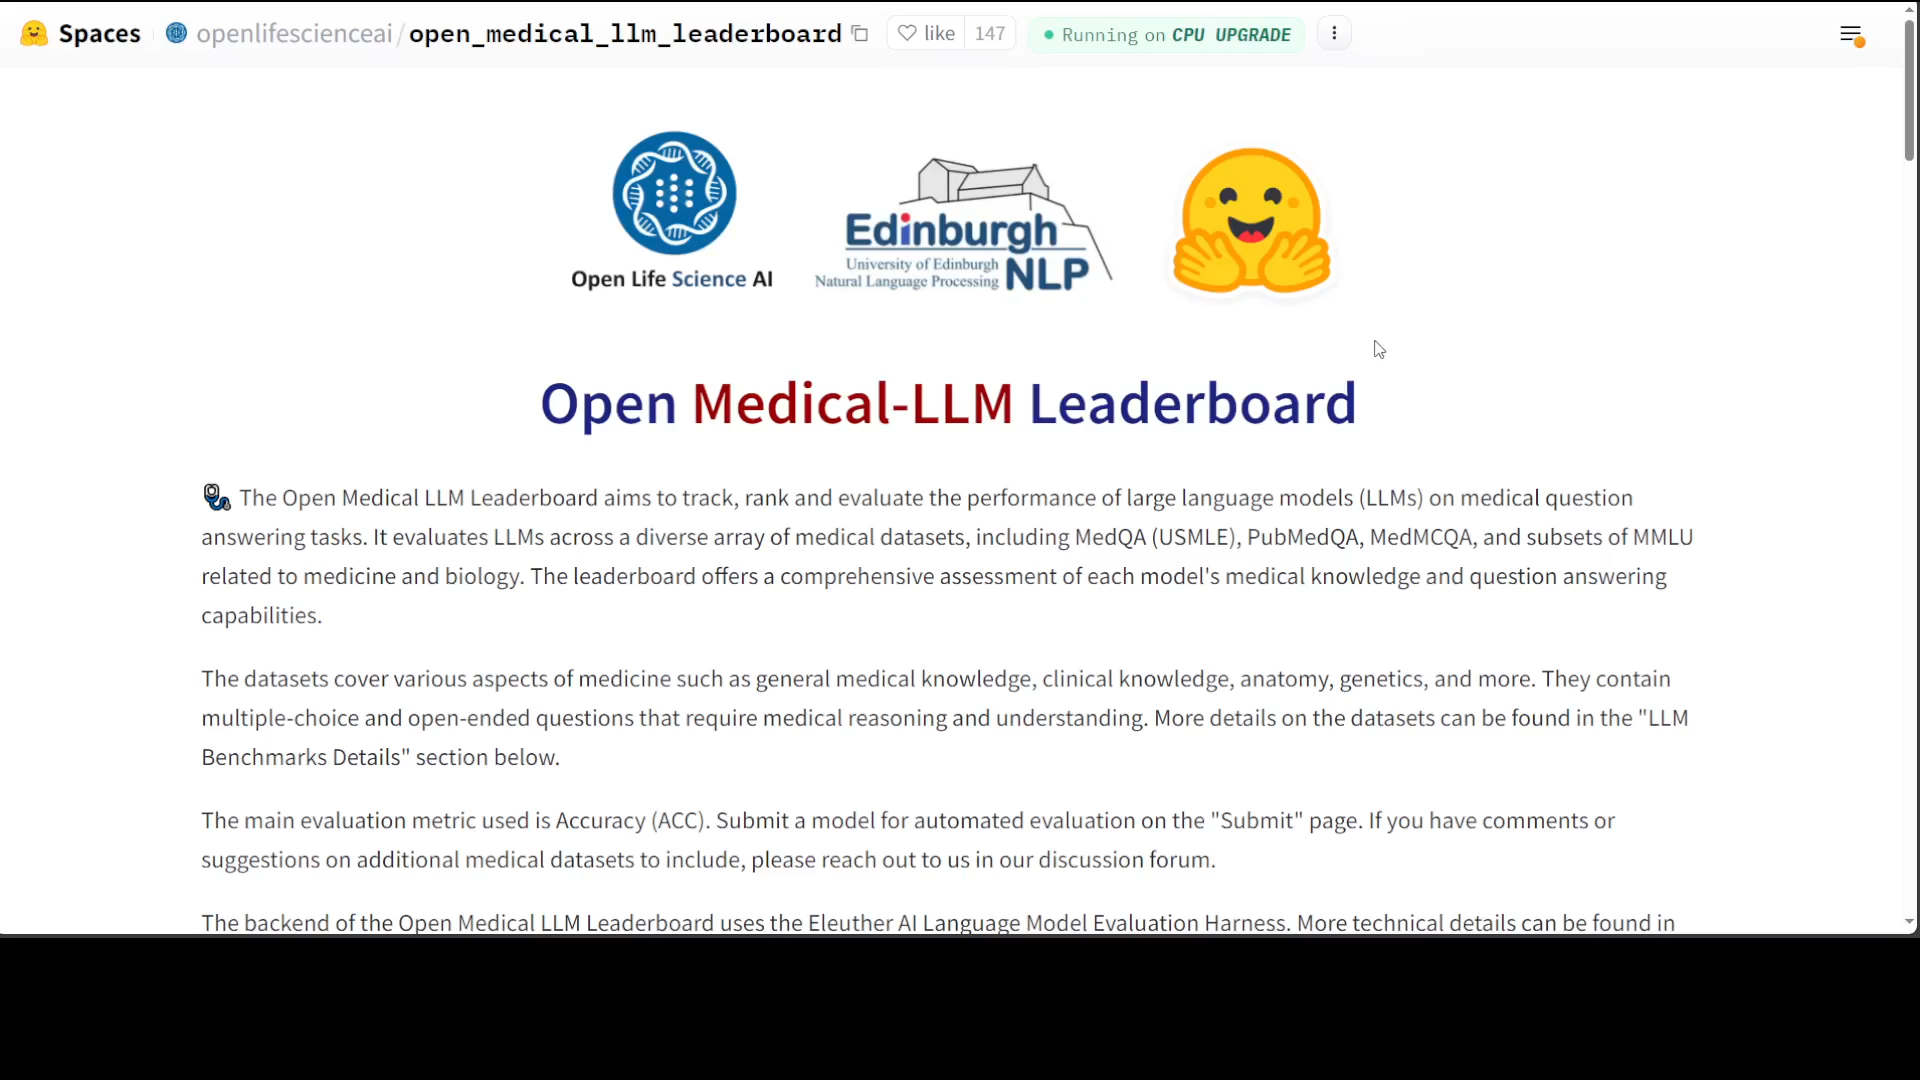 Spaces openlifescienceai/open_medical_llm_leaderboard like 147 Running on CPU UPGRADE
Open Life Science AI
Edinburgh
University of Edinburgh
Natural Language Processing NLP
Open Medical-LLM Leaderboard
The Open Medical LLM Leaderboard aims to track, rank and evaluate the performance of large language models (LLMs) on medical question
answering tasks. It evaluates LLMs across a diverse array of medical datasets, including MedQA (USMLE), PubMedQA, MedMCQA, and subsets of MMLU
related to medicine and biology. The leaderboard offers a comprehensive assessment of each model's medical knowledge and question answering
capabilities.
The datasets cover various aspects of medicine such as general medical knowledge, clinical knowledge, anatomy, genetics, and more. They contain
multiple-choice and open-ended questions that require medical reasoning and understanding. More details on the datasets can be found in the "LLM
Benchmarks Details" section below.
The main evaluation metric used is Accuracy (ACC). Submit a model for automated evaluation on the "Submit" page. If you have comments or
suggestions on additional medical datasets to include, please reach out to us in our discussion forum.
The backend of the Open Medical LLM Leaderboard uses the Eleuther AI Language Model Evaluation Harness. More technical details can be found in